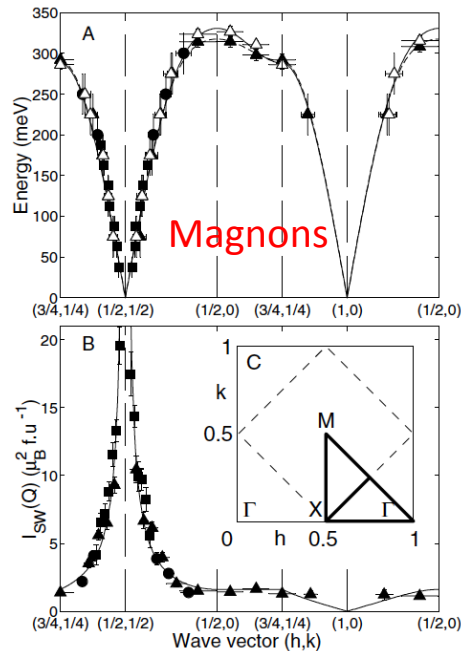 350
300
250
200
150
100
50
0
Energy (meV)
A
Magnons
(3/4,1/4) (1/2,1/2) (1/2,0) (3/4,1/4) (1,0) (1/2,0)
20
15
10
5
0
I_SW(Q) (μ_B² f.u⁻¹)
B
C
1
k
0.5
M
Γ X Γ
0 h 0.5 1
(3/4,1/4) (1/2,1/2) (1/2,0) (3/4,1/4) (1,0) (1/2,0)
Wave vector (h,k)